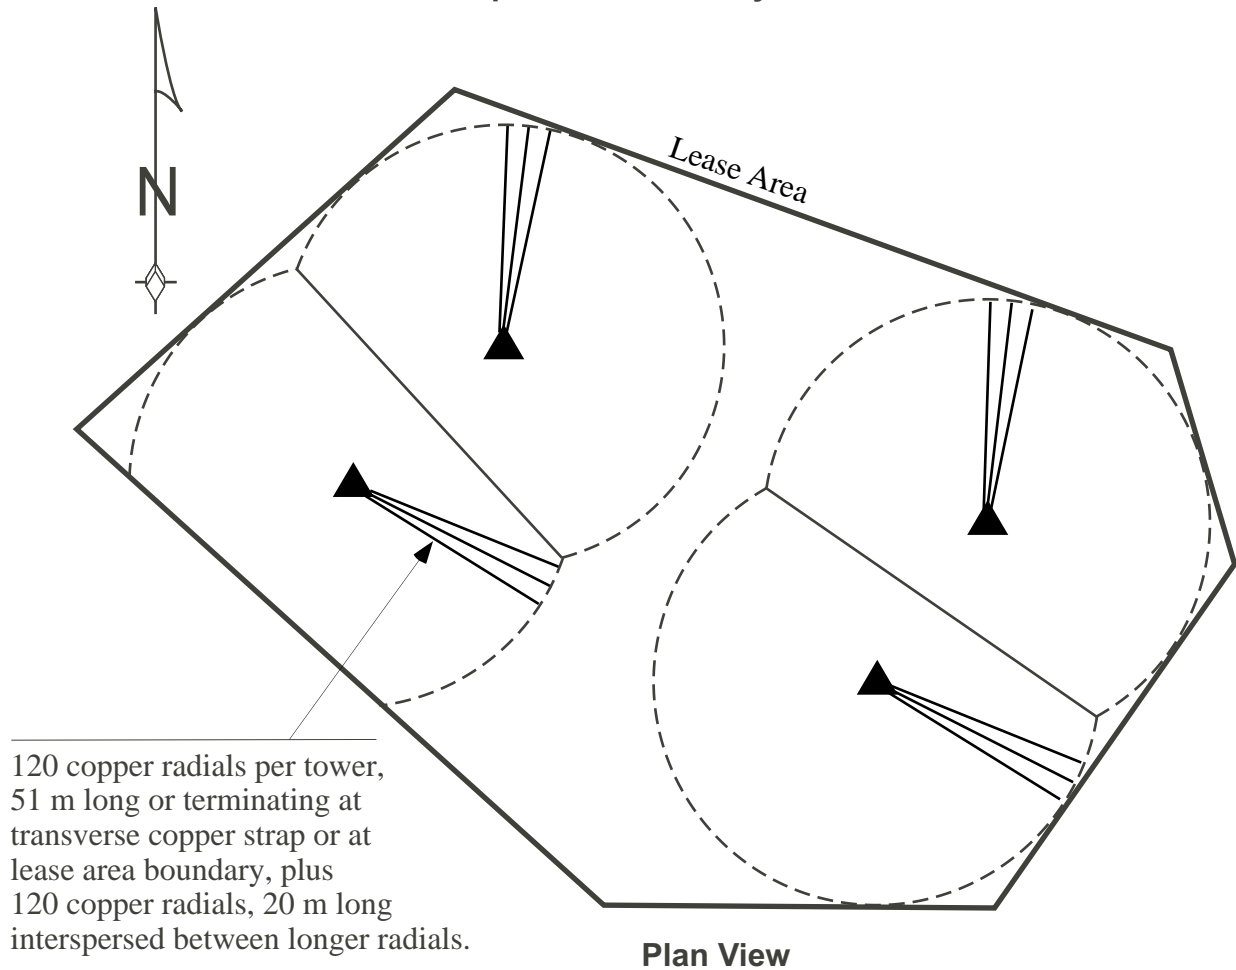 N
Lease Area
120 copper radials per tower,
51 m long or terminating at
transverse copper strap or at
lease area boundary, plus
120 copper radials, 20 m long
interspersed between longer radials.
Plan View